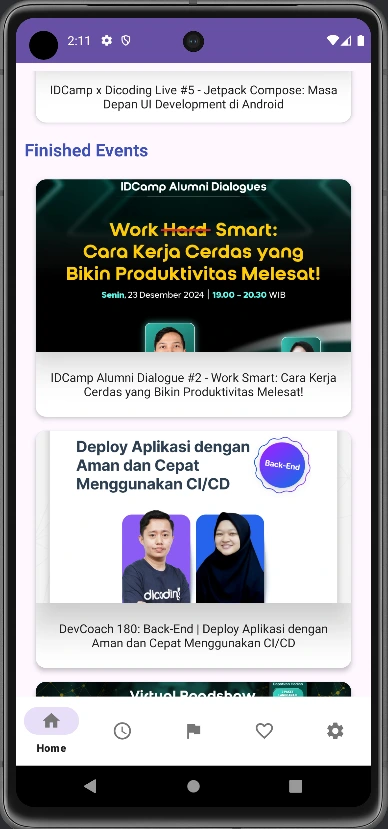 2:11
IDCamp x Dicoding Live #5 - Jetpack Compose: Masa
Depan UI Development di Android
Finished Events
IDCamp Alumni Dialogues
Work Hard Smart:
Cara Kerja Cerdas yang
Bikin Produktivitas Melesat!
Senin, 23 Desember 2024 | 19.00 – 20.30 WIB
IDCamp Alumni Dialogue #2 - Work Smart: Cara Kerja
Cerdas yang Bikin Produktivitas Melesat!
Deploy Aplikasi dengan
Aman dan Cepat
Menggunakan CI/CD
Back-End
dicoding
DevCoach 180: Back-End | Deploy Aplikasi dengan
Aman dan Cepat Menggunakan CI/CD
Virtual Roadshow
Home